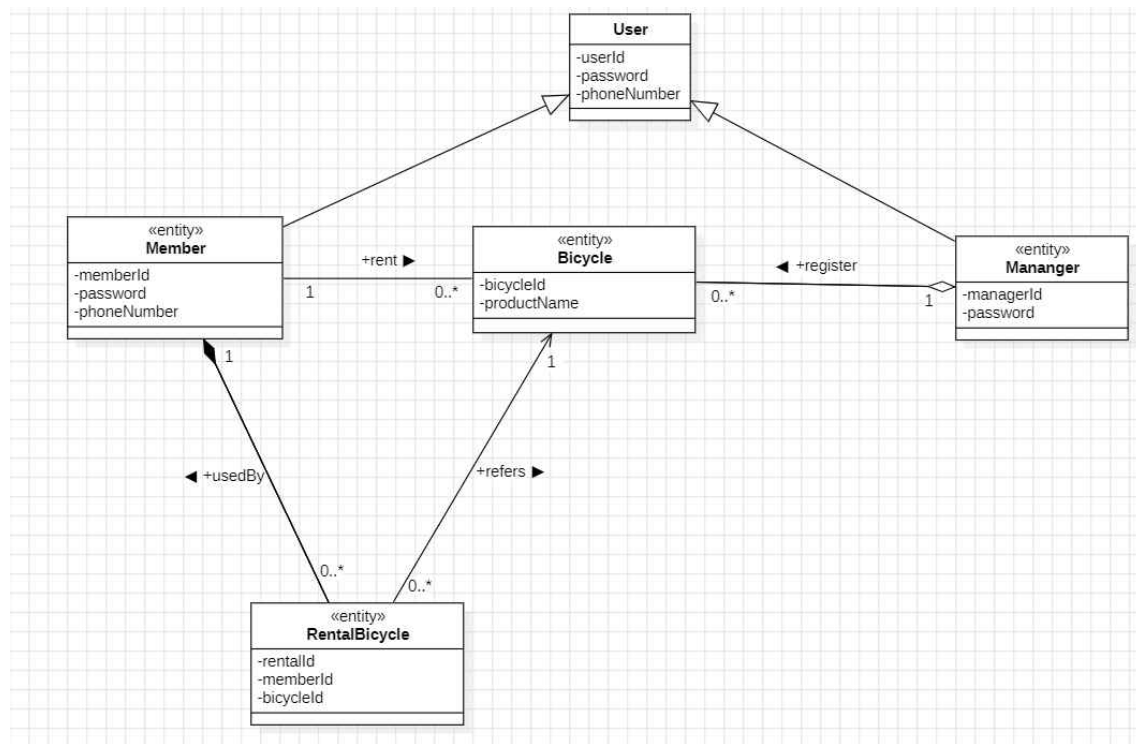 User
-userId
-password
-phoneNumber
«entity»
Member
-memberId
-password
-phoneNumber
+rent ▶
1
0..*
«entity»
Bicycle
-bicycleId
-productName
◀ +register
0..*
1
«entity»
Mananger
-managerId
-password
1
1
◀ +usedBy
+refers ▶
0..*
0..*
«entity»
RentalBicycle
-rentalId
-memberId
-bicycleId